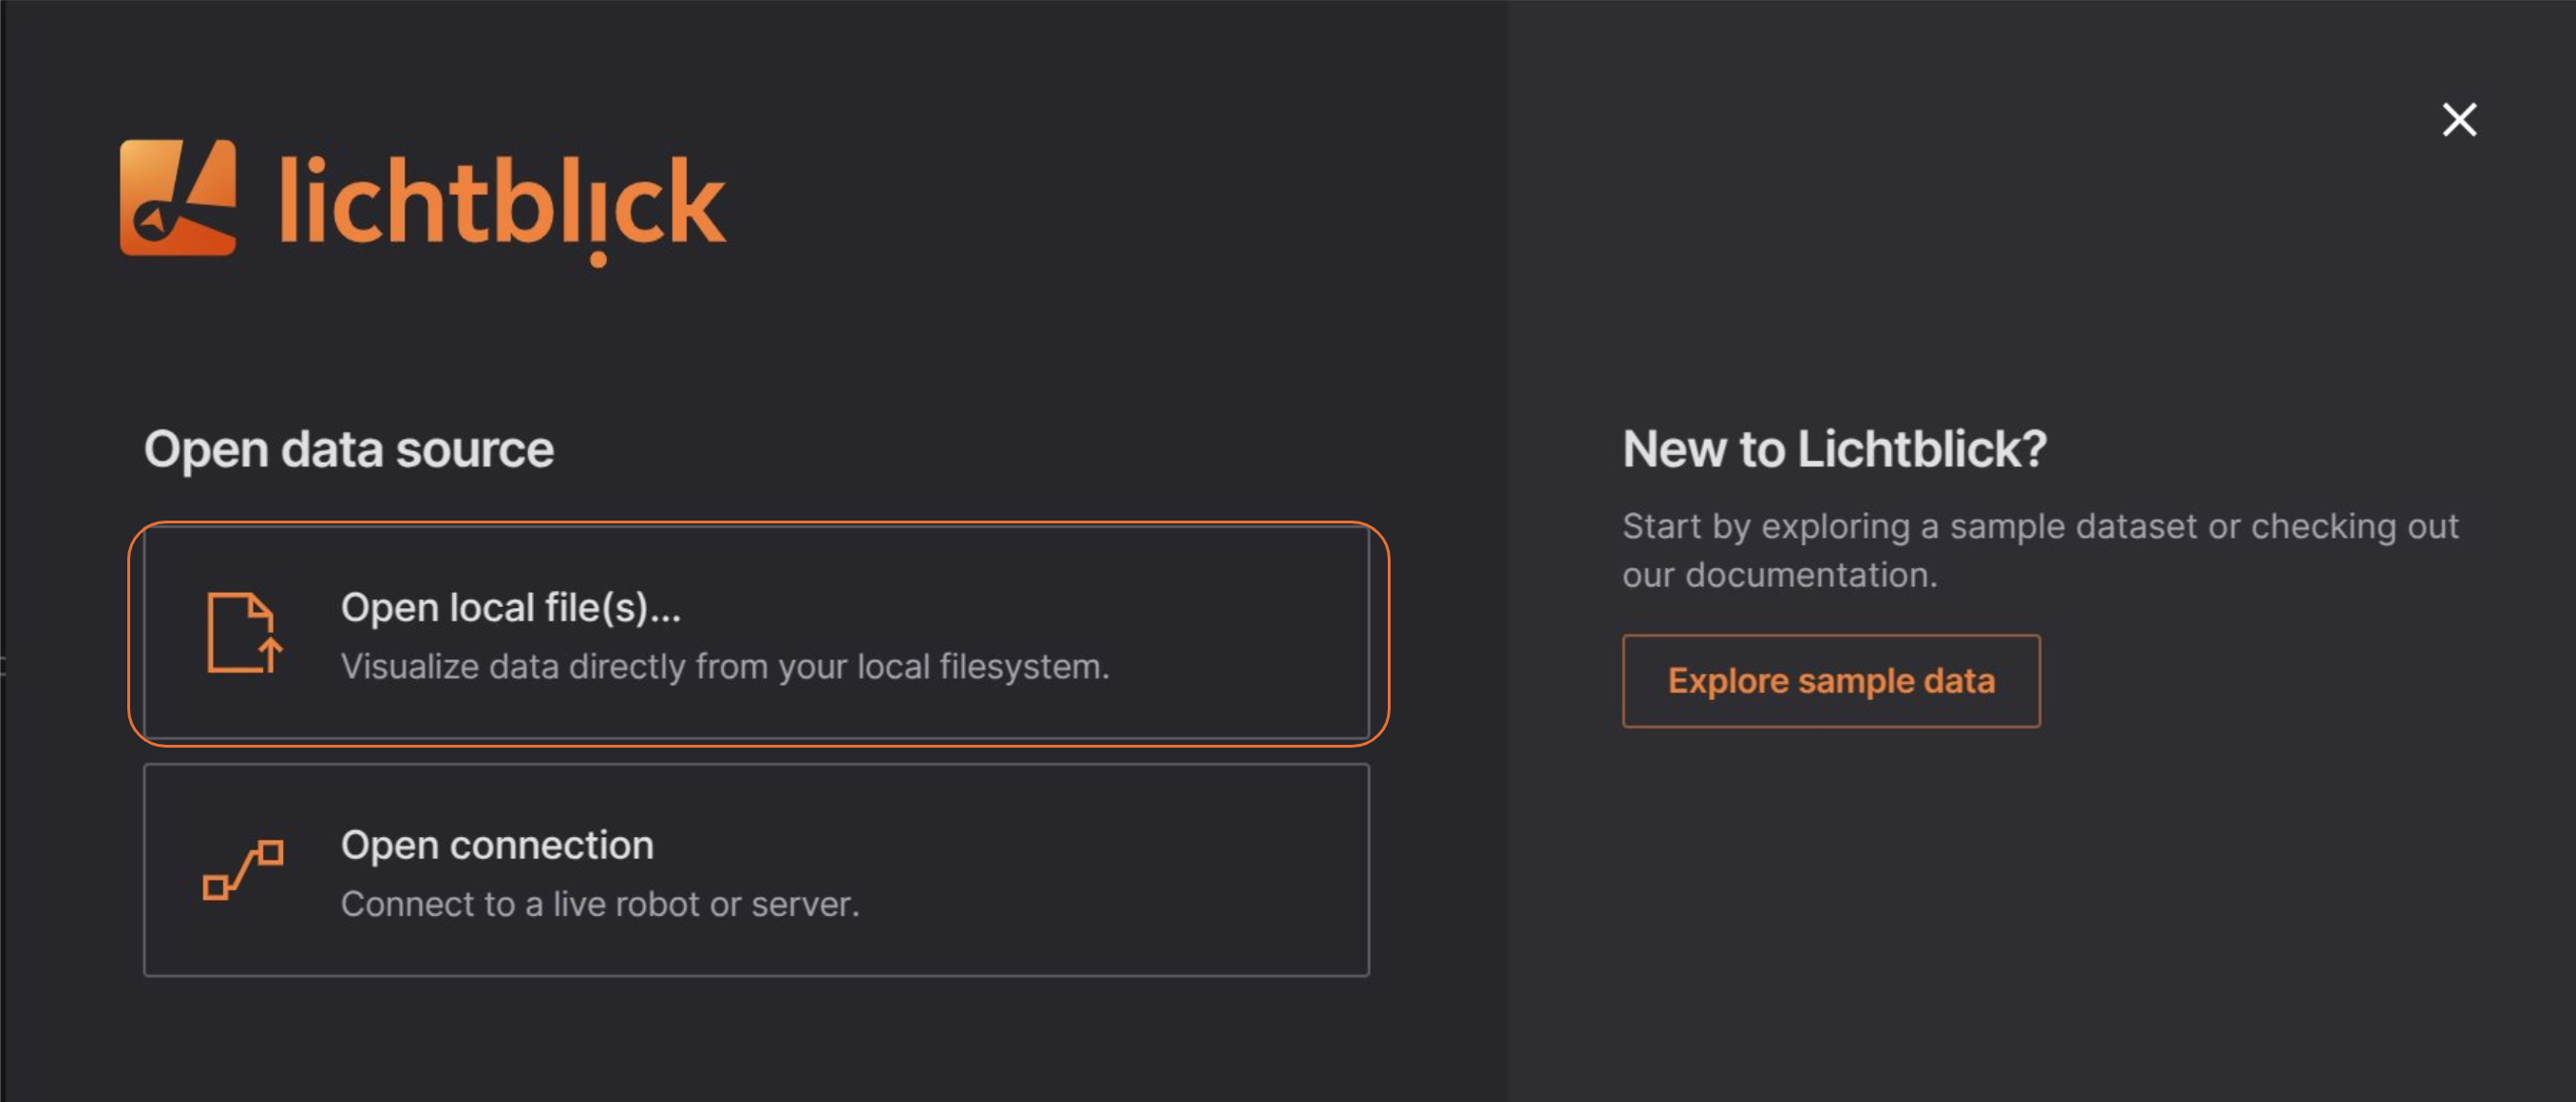 lichtblick
Open data source
Open local file(s)...
Visualize data directly from your local filesystem.
Open connection
Connect to a live robot or server.
New to Lichtblick?
Start by exploring a sample dataset or checking out
our documentation.
Explore sample data